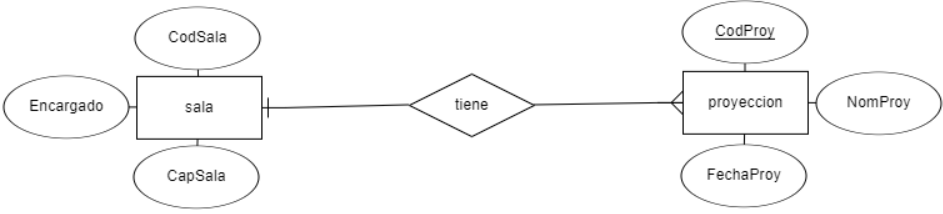 CodSala
Encargado
sala
CapSala
tiene
CodProy
proyeccion
NomProy
FechaProy